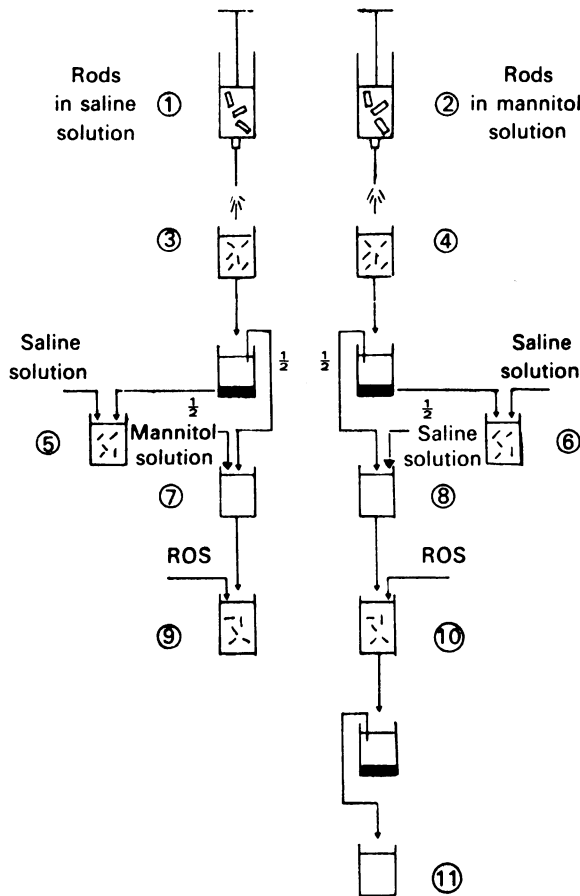 Rods
in saline
solution
①
②
Rods
in mannitol
solution
③
④
Saline
solution
½
½
½
½
Saline
solution
⑤
Mannitol
solution
Saline
solution
⑥
⑦
⑧
ROS
ROS
⑨
⑩
⑪